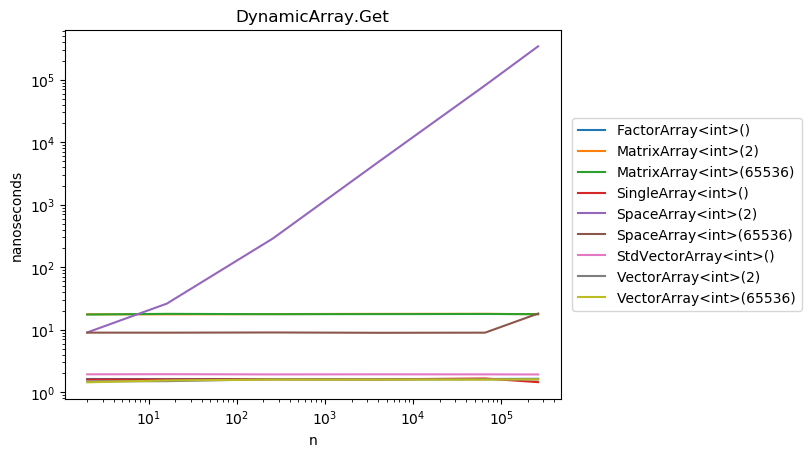 DynamicArray.Get
nanoseconds
10^5
10^4
10^3
10^2
10^1
10^0
10^1
10^2
10^3
10^4
10^5
n
FactorArray<int>()
MatrixArray<int>(2)
MatrixArray<int>(65536)
SingleArray<int>()
SpaceArray<int>(2)
SpaceArray<int>(65536)
StdVectorArray<int>()
VectorArray<int>(2)
VectorArray<int>(65536)